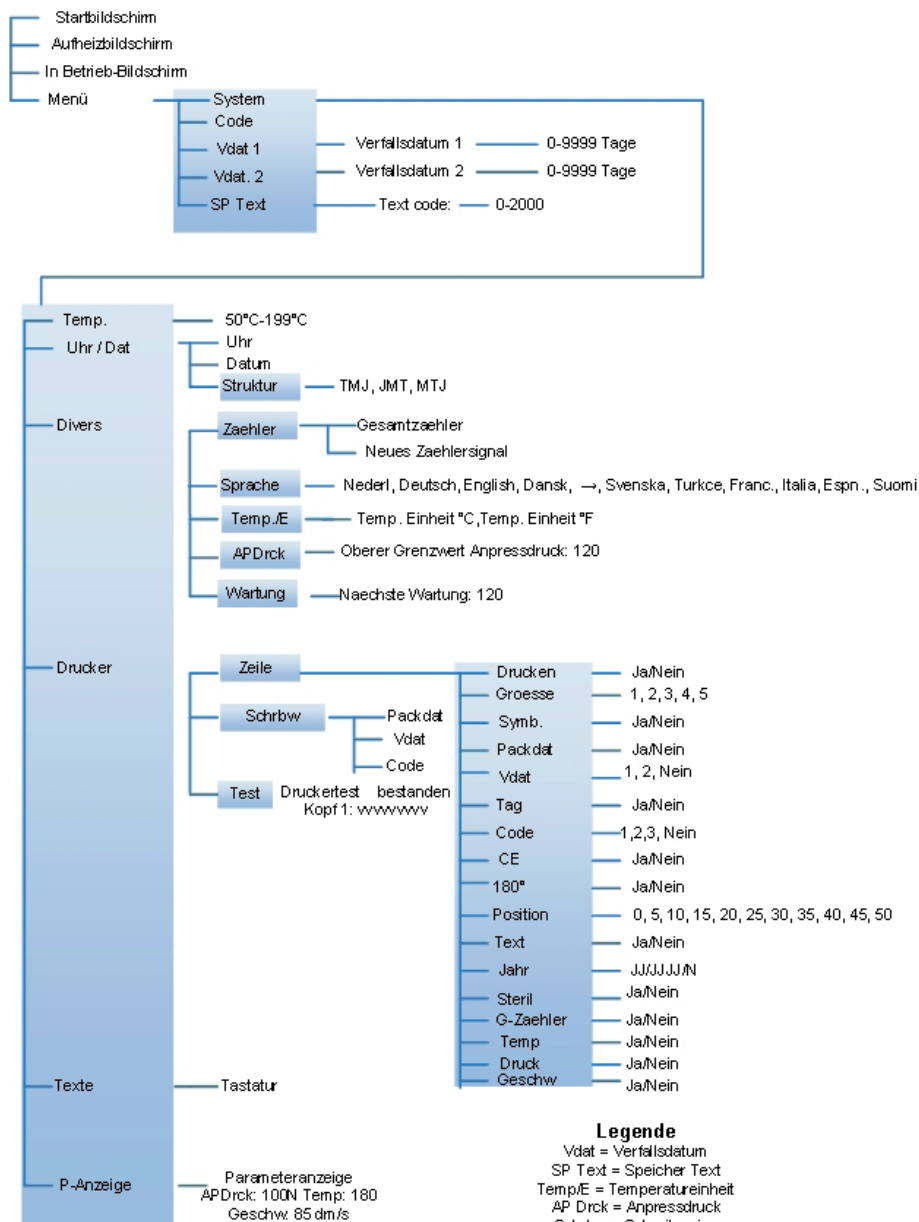 Startbildschirm
Aufheizbildschirm
In Betrieb-Bildschirm
Menü
System
Code
Vdat 1
Verfallsdatum 1
0-9999 Tage
Vdat. 2
Verfallsdatum 2
0-9999 Tage
SP Text
Text code:
0-2000
Temp.
50°C-199°C
Uhr / Dat
Uhr
Datum
Struktur
TMJ, JMT, MTJ
Divers
Zaehler
Gesamtzaehler
Neues Zaehlersignal
Sprache
Nederl, Deutsch, English, Dansk, →, Svenska, Turkce, Franc., Italia, Espn., Suomi
Temp./E
Temp. Einheit °C,Temp. Einheit °F
APDrck
Oberer Grenzwert Anpressdruck: 120
Wartung
Naechste Wartung: 120
Drucker
Zeile
Schrbw
Packdat
Vdat
Code
Test
Druckertest bestanden
Kopf 1: vvvvvvvv
Drucken
Ja/Nein
Groesse
1, 2, 3, 4, 5
Symb.
Ja/Nein
Packdat
Ja/Nein
Vdat
1, 2, Nein
Tag
Ja/Nein
Code
1,2,3, Nein
CE
Ja/Nein
180°
Ja/Nein
Position
0, 5, 10, 15, 20, 25, 30, 35, 40, 45, 50
Text
Ja/Nein
Jahr
JJ/JJJJ/N
Steril
Ja/Nein
G-Zaehler
Ja/Nein
Temp
Ja/Nein
Druck
Ja/Nein
Geschw
Ja/Nein
Texte
Tastatur
P-Anzeige
Parameteranzeige
APDrck: 100N Temp: 180
Geschw: 85 dm/s
Legende
Vdat = Verfallsdatum
SP Text = Speicher Text
Temp/E = Temperatureinheit
AP Drck = Anpressdruck